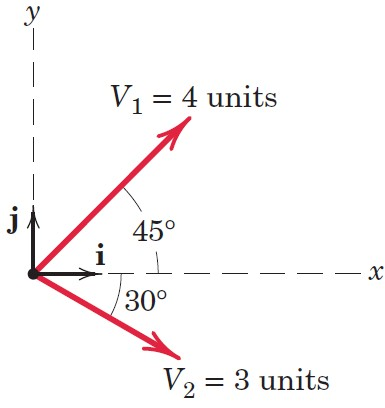 y
V₁ = 4 units
j
45°
i
x
30°
V₂ = 3 units